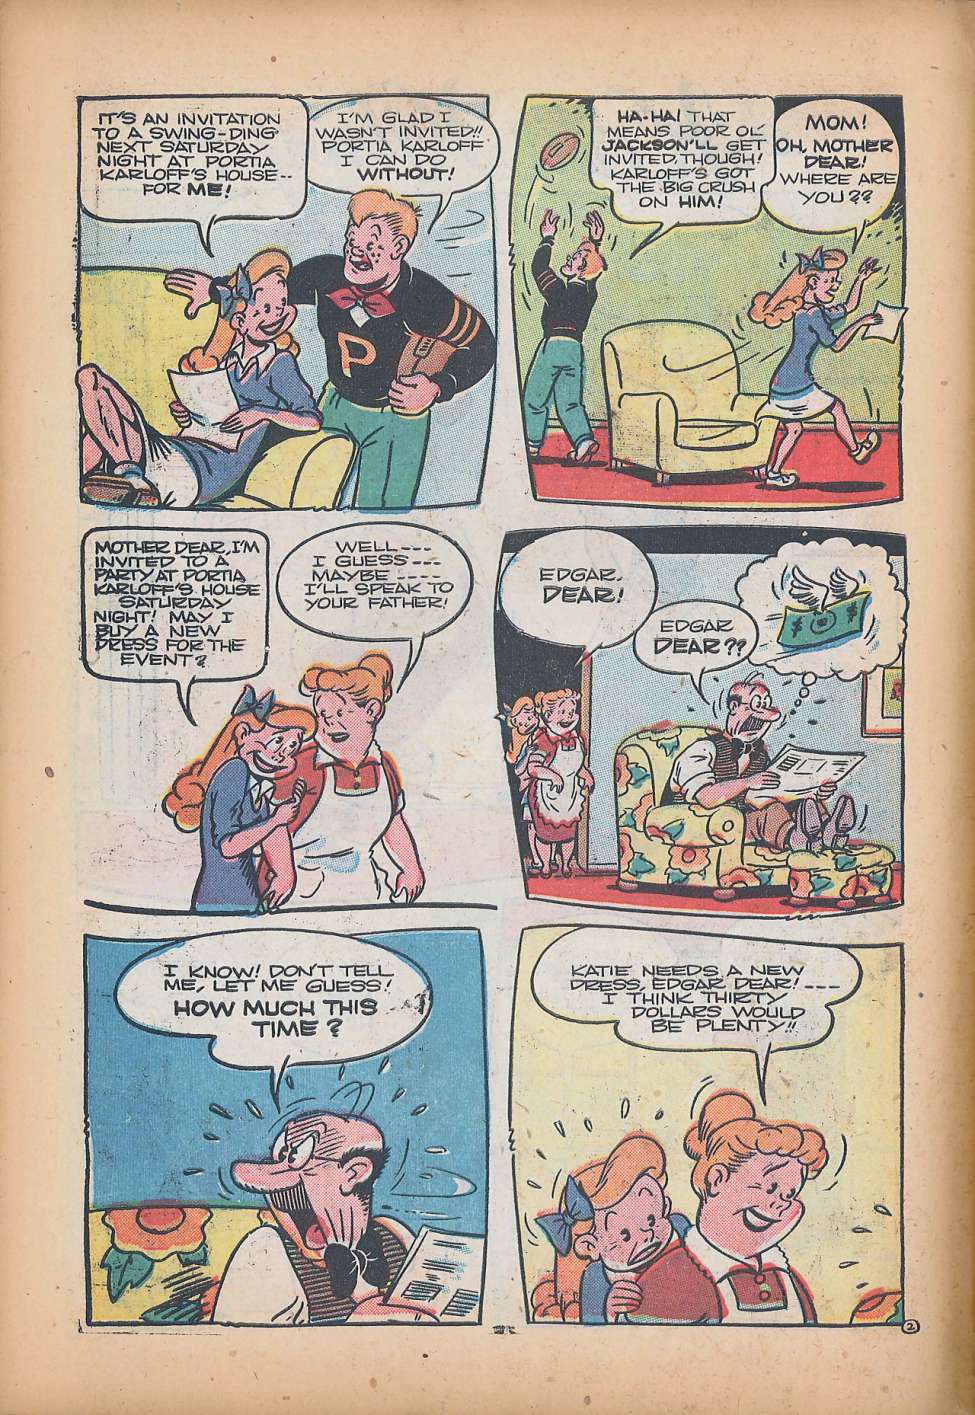 IT'S AN INVITATION
TO A SWING-DING
NEXT SATURDAY
NIGHT AT PORTIA
KARLOFF'S HOUSE--
FOR ME!
I'M GLAD I
WASN'T INVITED!!
PORTIA KARLOFF
I CAN DO
WITHOUT!
P
HA-HA! THAT
MEANS POOR OL'
JACKSON'LL GET
INVITED, THOUGH!
KARLOFF'S GOT
THE BIG CRUSH
ON HIM!
MOM!
OH, MOTHER
DEAR!
WHERE ARE
YOU??
MOTHER DEAR, I'M
INVITED TO A
PARTY AT PORTIA
KARLOFF'S HOUSE
SATURDAY
NIGHT! MAY I
BUY A NEW
DRESS FOR THE
EVENT?
WELL---
I GUESS---
MAYBE ----
I'LL SPEAK TO
YOUR FATHER!
EDGAR,
DEAR!
EDGAR
DEAR??
$ $
I KNOW! DON'T TELL
ME, LET ME GUESS!
HOW MUCH THIS
TIME?
KATIE NEEDS A NEW
DRESS, EDGAR DEAR!---
I THINK THIRTY
DOLLARS WOULD
BE PLENTY!!
2